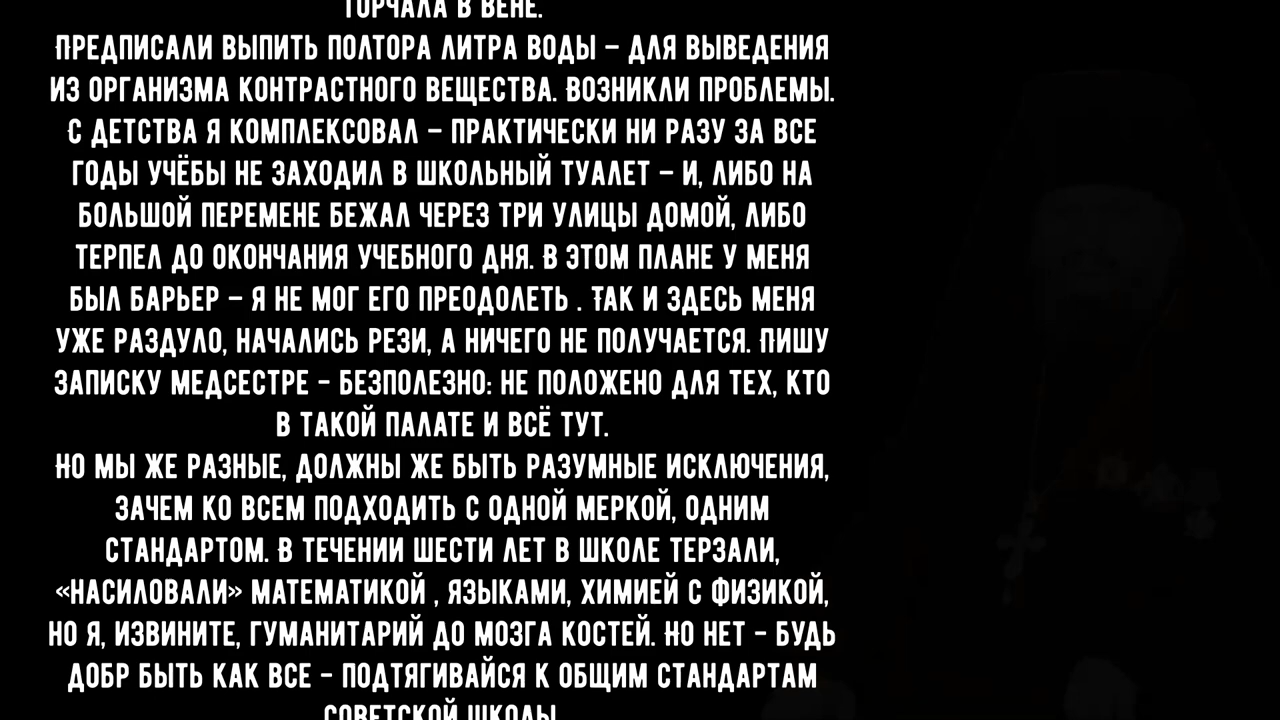 ТОРЧАЛА В ВЕНЕ.
ПРЕДПИСАЛИ ВЫПИТЬ ПОЛТОРА ЛИТРА ВОДЫ – ДЛЯ ВЫВЕДЕНИЯ
ИЗ ОРГАНИЗМА КОНТРАСТНОГО ВЕЩЕСТВА. ВОЗНИКЛИ ПРОБЛЕМЫ.
С ДЕТСТВА Я КОМПЛЕКСОВАЛ – ПРАКТИЧЕСКИ НИ РАЗУ ЗА ВСЕ
ГОДЫ УЧЁБЫ НЕ ЗАХОДИЛ В ШКОЛЬНЫЙ ТУАЛЕТ – И, ЛИБО НА
БОЛЬШОЙ ПЕРЕМЕНЕ БЕЖАЛ ЧЕРЕЗ ТРИ УЛИЦЫ ДОМОЙ, ЛИБО
ТЕРПЕЛ ДО ОКОНЧАНИЯ УЧЕБНОГО ДНЯ. В ЭТОМ ПЛАНЕ У МЕНЯ
БЫЛ БАРЬЕР – Я НЕ МОГ ЕГО ПРЕОДОЛЕТЬ . ТАК И ЗДЕСЬ МЕНЯ
УЖЕ РАЗДУЛО, НАЧАЛИСЬ РЕЗИ, А НИЧЕГО НЕ ПОЛУЧАЕТСЯ. ПИШУ
ЗАПИСКУ МЕДСЕСТРЕ - БЕЗПОЛЕЗНО: НЕ ПОЛОЖЕНО ДЛЯ ТЕХ, КТО
В ТАКОЙ ПАЛАТЕ И ВСЁ ТУТ.
НО МЫ ЖЕ РАЗНЫЕ, ДОЛЖНЫ ЖЕ БЫТЬ РАЗУМНЫЕ ИСКЛЮЧЕНИЯ,
ЗАЧЕМ КО ВСЕМ ПОДХОДИТЬ С ОДНОЙ МЕРКОЙ, ОДНИМ
СТАНДАРТОМ. В ТЕЧЕНИИ ШЕСТИ ЛЕТ В ШКОЛЕ ТЕРЗАЛИ,
«НАСИЛОВАЛИ» МАТЕМАТИКОЙ , ЯЗЫКАМИ, ХИМИЕЙ С ФИЗИКОЙ,
НО Я, ИЗВИНИТЕ, ГУМАНИТАРИЙ ДО МОЗГА КОСТЕЙ. НО НЕТ - БУДЬ
ДОБР БЫТЬ КАК ВСЕ - ПОДТЯГИВАЙСЯ К ОБЩИМ СТАНДАРТАМ
СОВЕТСКОЙ ШКОЛЫ